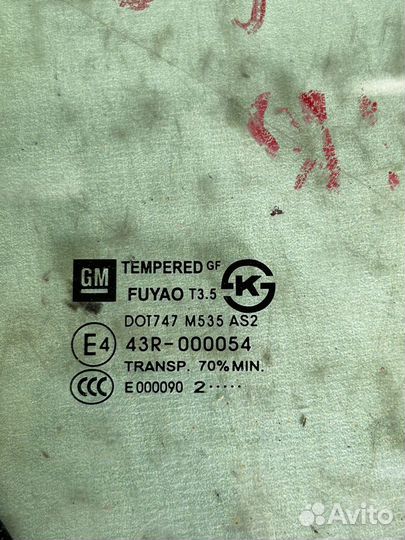 GM TEMPERED GF
FUYAO T3.5 K
DOT747 M535 AS2
E4 43R-000054
TRANSP. 70% MIN.
CCC E000090 2·····
Avito